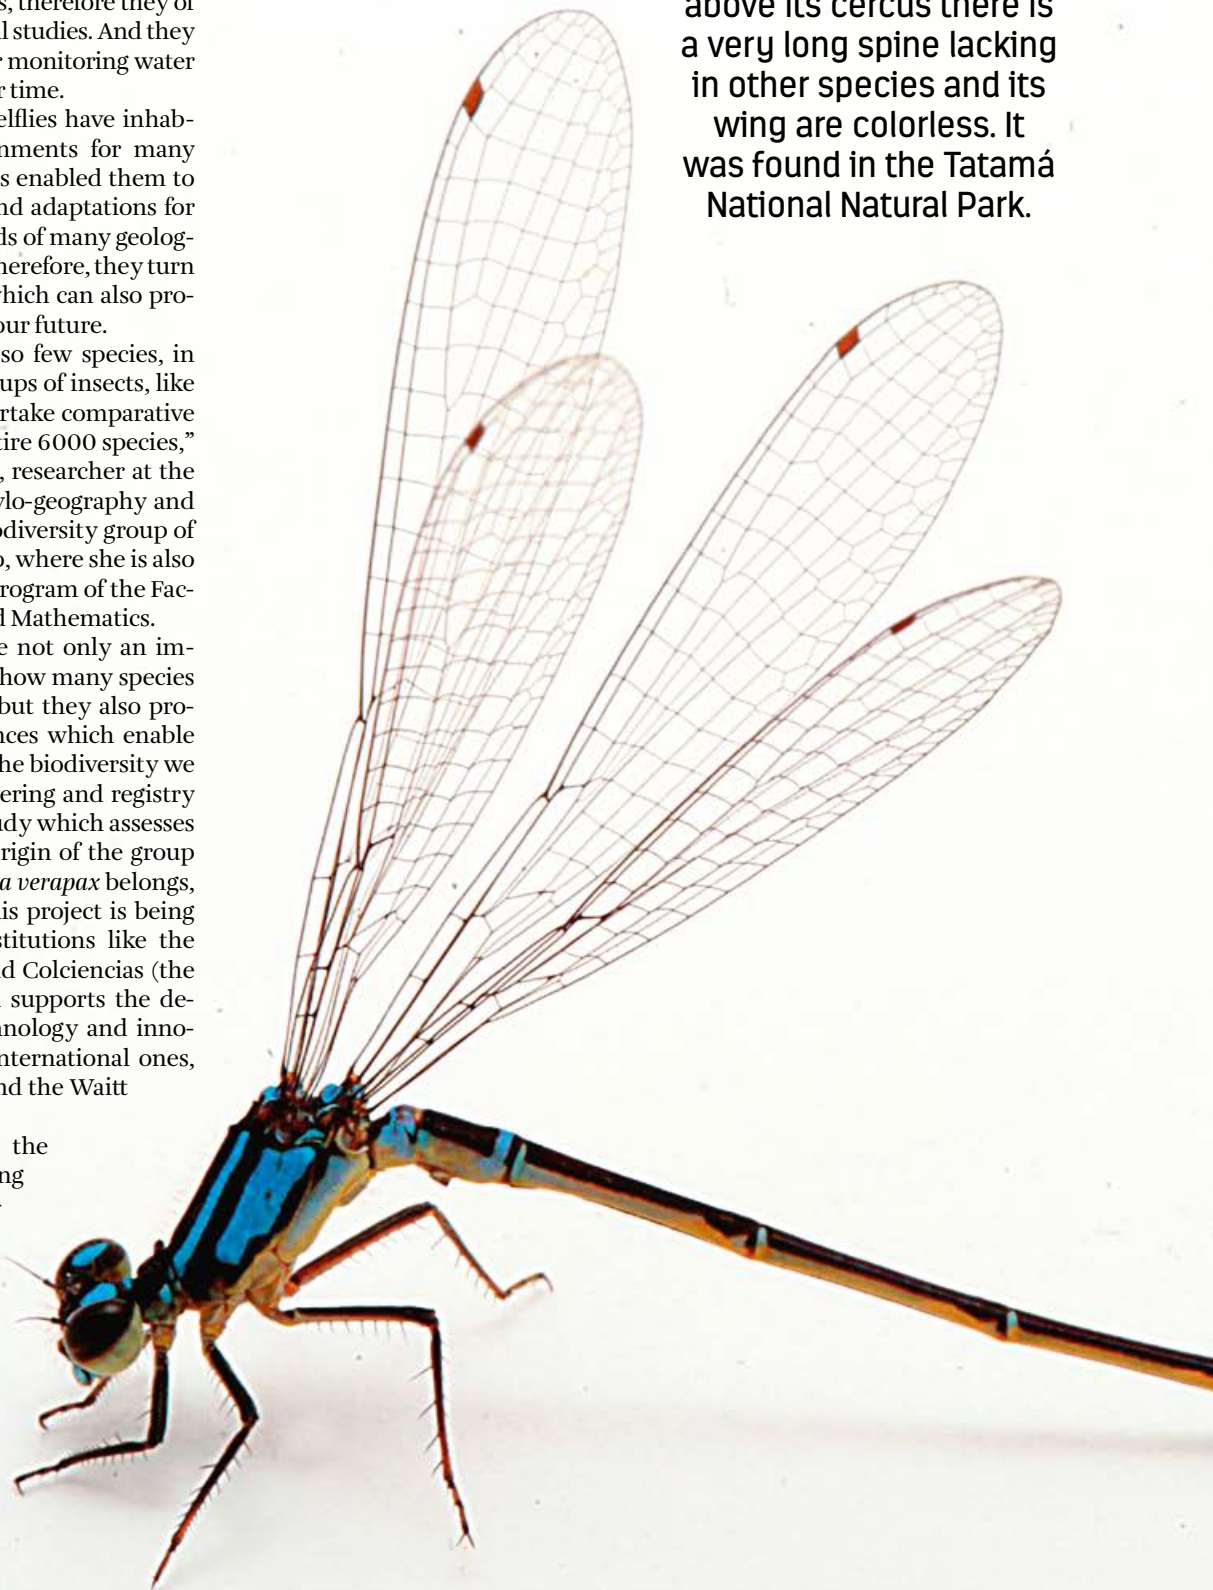 s, therefore they of
l studies. And they
r monitoring water
r time.
elflies have inhab-
nments for many
s enabled them to
nd adaptations for
ds of many geolog-
herefore, they turn
hich can also pro-
our future.
so few species, in
ups of insects, like
rtake comparative
tire 6000 species,”
, researcher at the
ylo-geography and
odiversity group of
o, where she is also
rogram of the Fac-
d Mathematics.
e not only an im-
how many species
but they also pro-
nces which enable
he biodiversity we
ering and registry
udy which assesses
rigin of the group
a verapax belongs,
his project is being
stitutions like the
d Colciencias (the
supports the de-
nnology and inno-
nternational ones,
nd the Waitt
the
ng
above its cercus there is
a very long spine lacking
in other species and its
wing are colorless. It
was found in the Tatamá
National Natural Park.